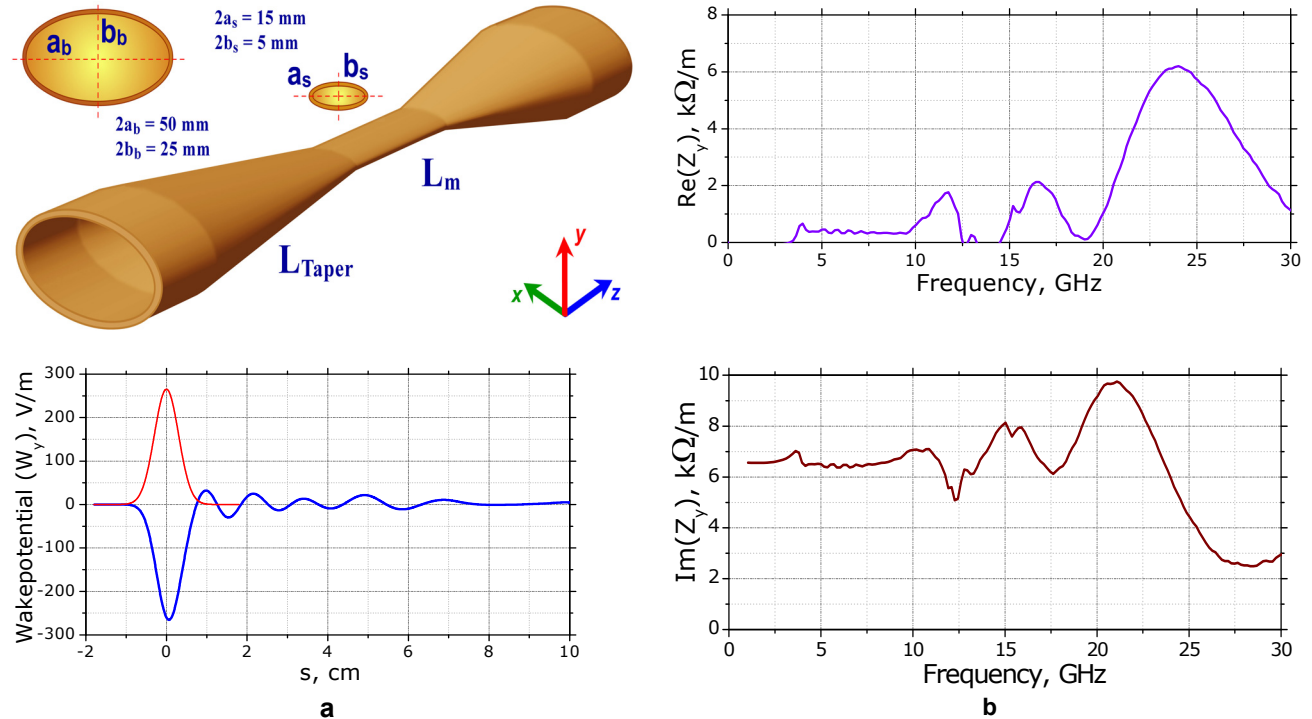 a_b b_b
2a_b = 50 mm
2b_b = 25 mm
2a_s = 15 mm
2b_s = 5 mm
a_s b_s
L_m
L_Taper
y
x
z
Wakepotential (W_y), V/m
300
200
100
0
-100
-200
-300
-2 0 2 4 6 8 10
s, cm
a
Re(Z_y), kΩ/m
8
6
4
2
0
0 5 10 15 20 25 30
Frequency, GHz
Im(Z_y), kΩ/m
10
8
6
4
2
0
0 5 10 15 20 25 30
Frequency, GHz
b